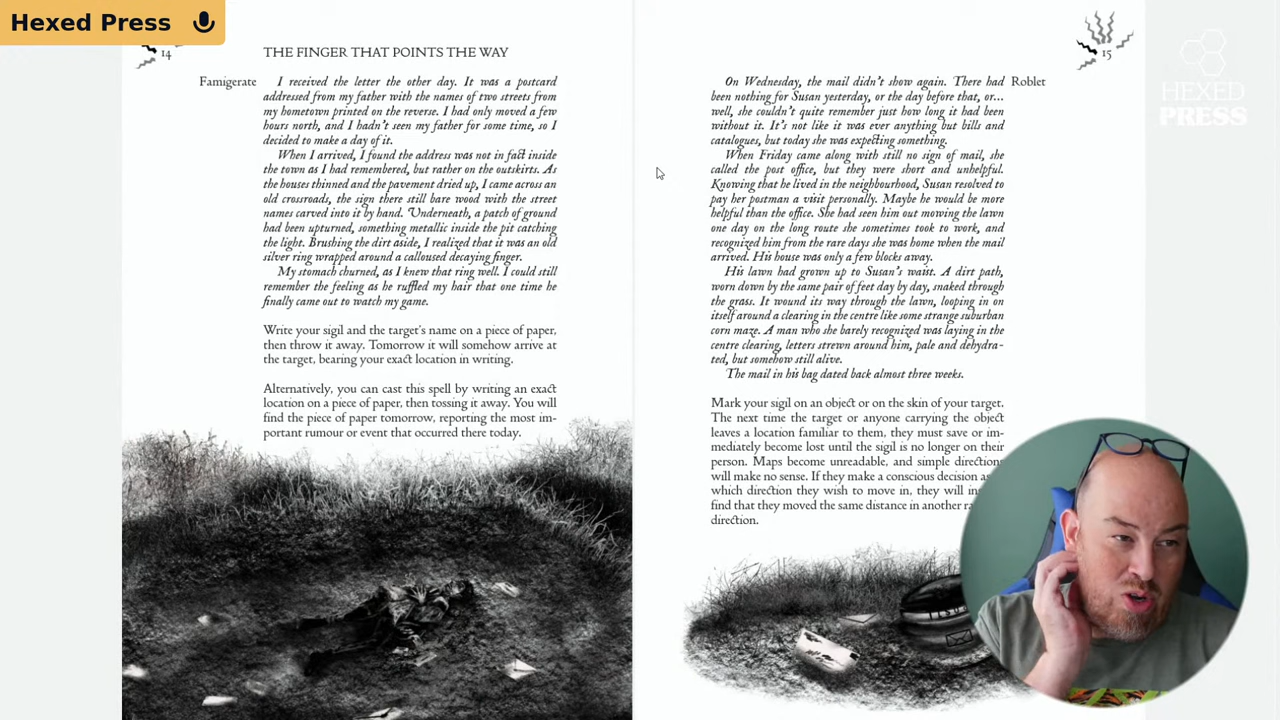 Hexed Press
14
THE FINGER THAT POINTS THE WAY
Famigerate
I received the letter the other day. It was a postcard
addressed from my father with the names of two streets from
my hometown printed on the reverse. I had only moved a few
hours north, and I hadn't seen my father for some time, so I
decided to make a day of it.
When I arrived, I found the address was not in fact inside
the town as I had remembered, but rather on the outskirts. As
the houses thinned and the pavement dried up, I came across an
old crossroads, the sign there still bare wood with the street
names carved into it by hand. Underneath, a patch of ground
had been upturned, something metallic inside the pit catching
the light. Brushing the dirt aside, I realized that it was an old
silver ring wrapped around a calloused decaying finger.
My stomach churned, as I knew that ring well. I could still
remember the feeling as he ruffled my hair that one time he
finally came out to watch my game.
Write your sigil and the target's name on a piece of paper,
then throw it away. Tomorrow it will somehow arrive at
the target, bearing your exact location in writing.
Alternatively, you can cast this spell by writing an exact
location on a piece of paper, then tossing it away. You will
find the piece of paper tomorrow, reporting the most im-
portant rumour or event that occurred there today.
15
Roblet
On Wednesday, the mail didn't show again. There had
been nothing for Susan yesterday, or the day before that, or...
well, she couldn't quite remember just how long it had been
without it. It's not like it was ever anything but bills and
catalogues, but today she was expecting something.
When Friday came along with still no sign of mail, she
called the post office, but they were short and unhelpful.
Knowing that he lived in the neighbourhood, Susan resolved to
pay her postman a visit personally. Maybe he would be more
helpful than the office. She had seen him out mowing the lawn
one day on the long route she sometimes took to work, and
recognized him from the rare days she was home when the mail
arrived. His house was only a few blocks away.
His lawn had grown up to Susan's waist. A dirt path,
worn down by the same pair of feet day by day, snaked through
the grass. It wound its way through the lawn, looping in on
itself around a clearing in the centre like some strange suburban
corn maze. A man who she barely recognized was laying in the
centre clearing, letters strewn around him, pale and dehydra-
ted, but somehow still alive.
The mail in his bag dated back almost three weeks.
Mark your sigil on an object or on the skin of your target.
The next time the target or anyone carrying the object
leaves a location familiar to them, they must save or im-
mediately become lost until the sigil is no longer on their
person. Maps become unreadable, and simple directions
will make no sense. If they make a conscious decision
which direction they wish to move in, they will
find that they moved the same distance in another
direction.
HEXED
PRESS